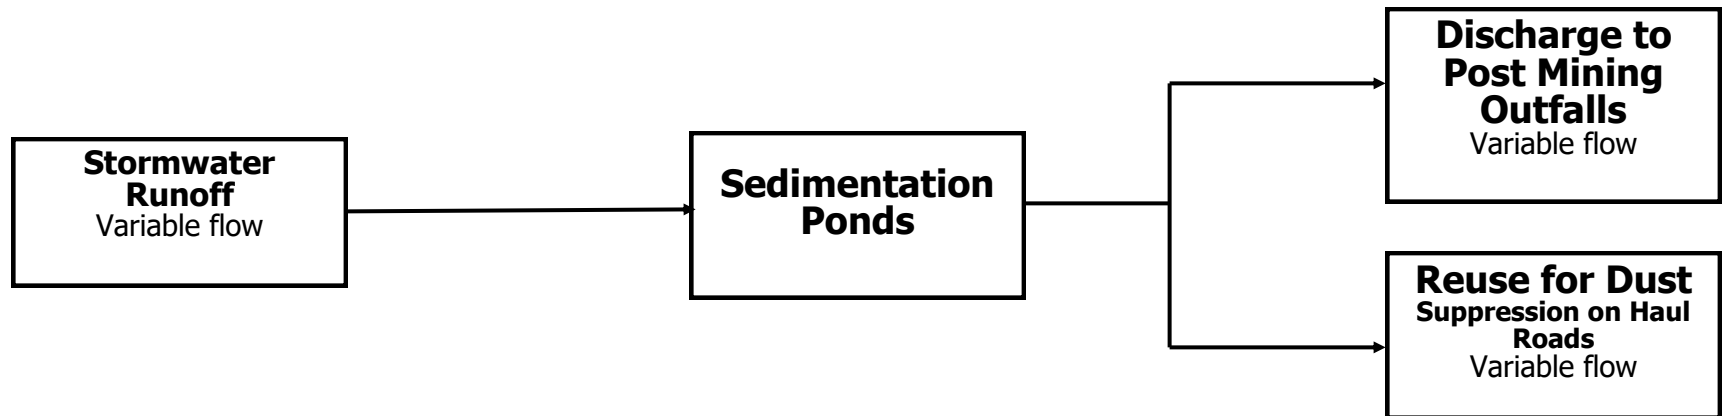 Stormwater
Runoff
Variable flow
Sedimentation
Ponds
Discharge to
Post Mining
Outfalls
Variable flow
Reuse for Dust
Suppression on Haul
Roads
Variable flow